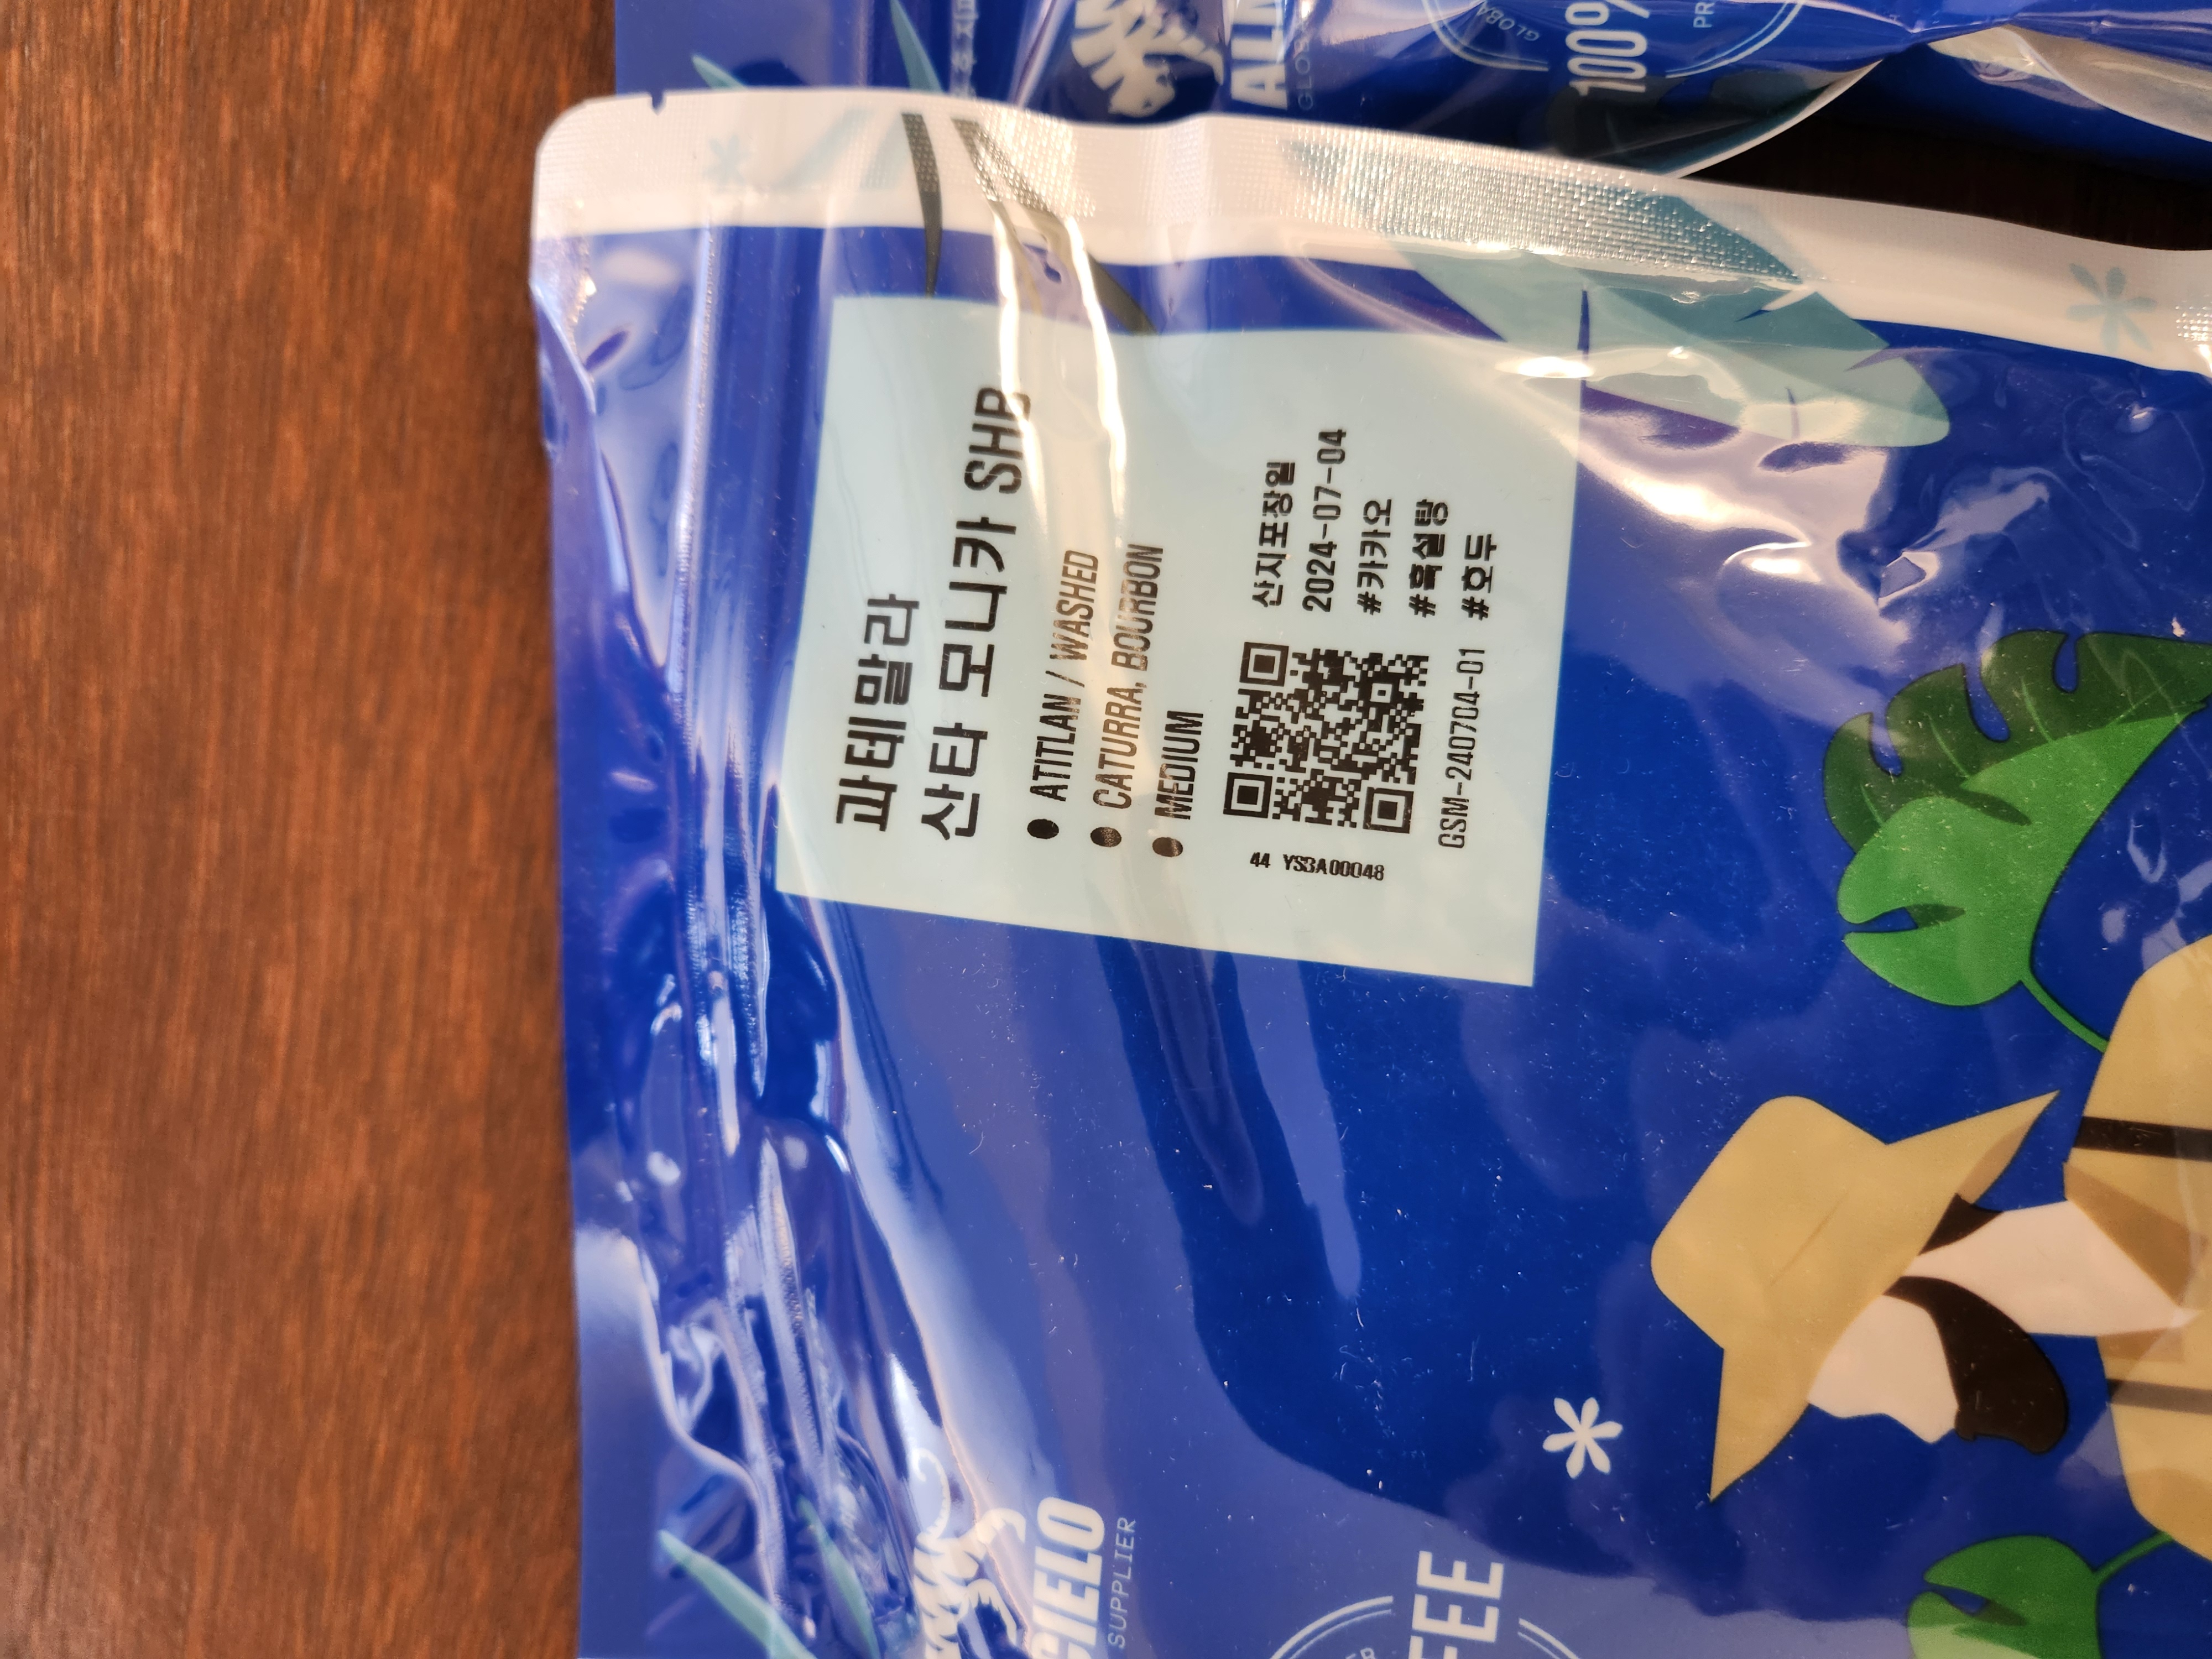 과테말라
산타 모니카 SHB
ATITLAN / WASHED
CATURRA, BOURBON
MEDIUM
44 YS3A00048
GSM-240704-01
산지포장일
2024-07-04
#카카오
#흑설탕
#호두
CIELO
SUPPLIER
100%